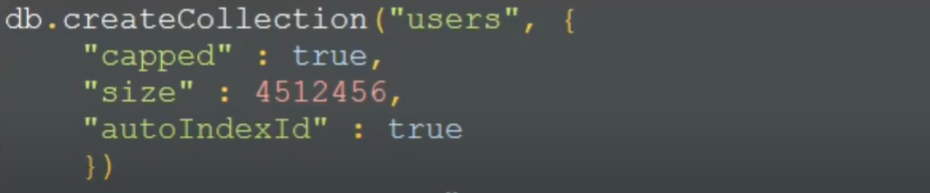 db.createCollection("users", {
"capped" : true,
"size" : 4512456,
"autoIndexId" : true
})